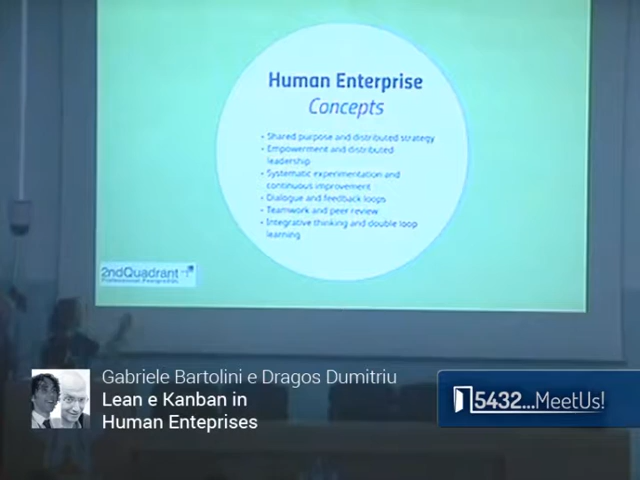 Human Enterprise
Concepts
• Shared purpose and distributed strategy
• Empowerment and distributed
leadership
• Systematic experimentation and
continuous improvement
• Dialogue and feedback loops
• Teamwork and peer review
• Integrative thinking and double loop
learning
2ndQuadrant
Professional PostgreSQL
Gabriele Bartolini e Dragos Dumitriu
Lean e Kanban in
Human Enteprises
5432...MeetUs!